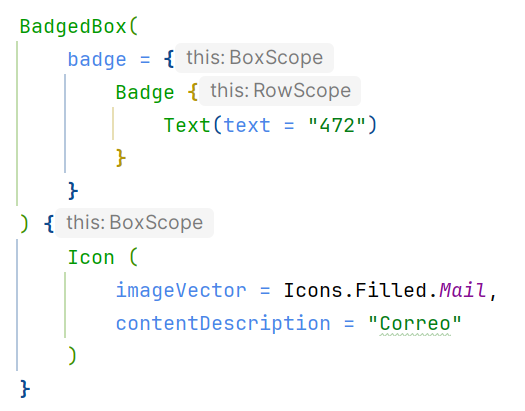 BadgedBox(
badge = { this: BoxScope
Badge { this: RowScope
Text(text = "472")
}
}
) { this: BoxScope
Icon (
imageVector = Icons.Filled.Mail,
contentDescription = "Correo"
)
}